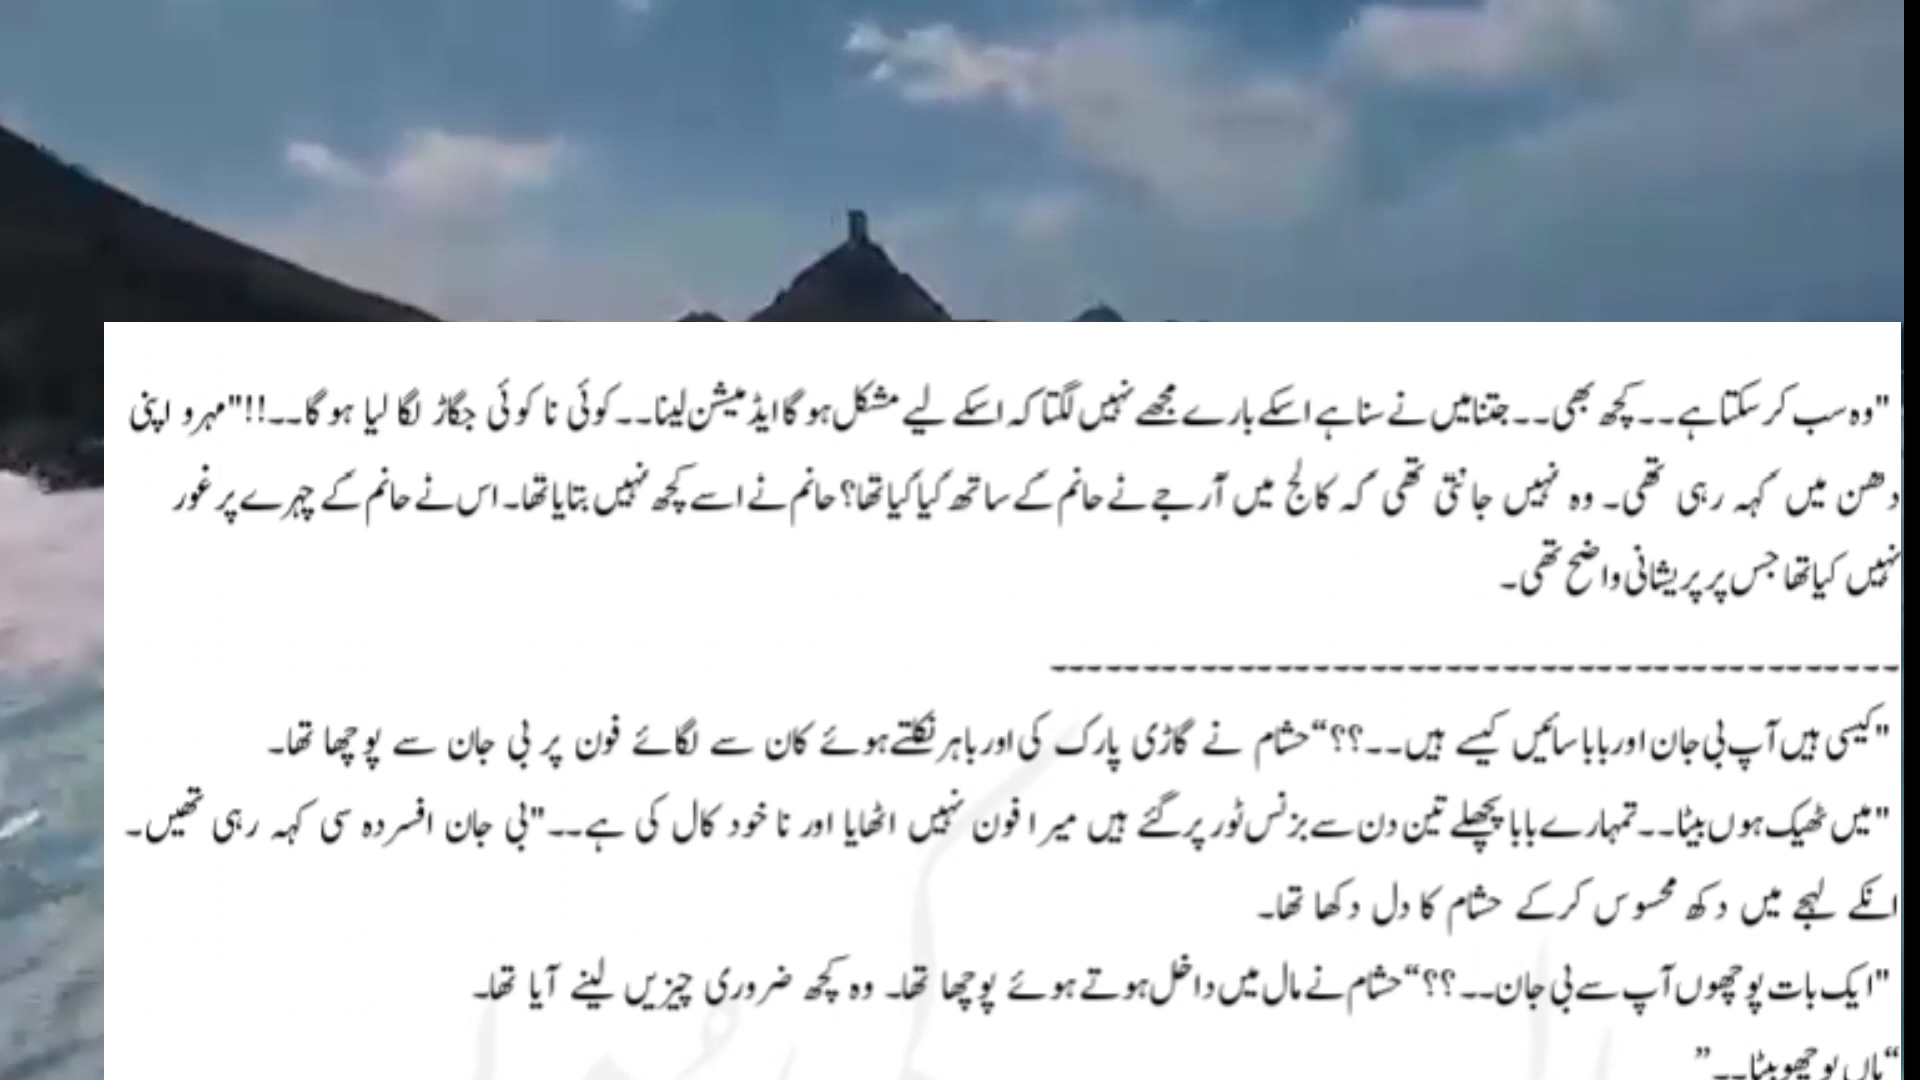 "وہ سب کر سکتا ہے۔۔۔ کچھ بھی۔۔۔ جتنا میں نے سنا ہے اسکے بارے مجھے نہیں لگتا کہ اسکے لیے مشکل ہو گا ایڈمیشن لینا۔۔۔ کوئی نا کوئی جگاڑ لگا لیا ہو گا۔۔۔!!" مہرو اپنی
دھن میں کہہ رہی تھی۔ وہ نہیں جانتی تھی کہ کالج میں آرجے نے حانم کے ساتھ کیا کیا تھا؟ حانم نے اسے کچھ نہیں بتایا تھا۔ اس نے حانم کے چہرے پر غور
نہیں کیا تھا جس پر پریشانی واضح تھی۔
-----------------------------------------
"کیسی ہیں آپ بی جان اور بابا سائیں کیسے ہیں۔۔۔؟؟“ حشام نے گاڑی پارک کی اور باہر نکلتے ہوئے کان سے لگائے فون پر بی جان سے پوچھا تھا۔
"میں ٹھیک ہوں بیٹا۔۔۔ تمہارے بابا پچھلے تین دن سے بزنس ٹور پر گئے ہیں میرا فون نہیں اٹھایا اور نا خود کال کی ہے۔۔۔" بی جان افسردہ سی کہہ رہی تھیں۔
انکے لہجے میں دکھ محسوس کرکے حشام کا دل دکھا تھا۔
"ایک بات پوچھوں آپ سے بی جان۔۔۔؟؟“ حشام نے مال میں داخل ہوتے ہوئے پوچھا تھا۔ وہ کچھ ضروری چیزیں لینے آیا تھا۔
“ہاں پوچھو بیٹا۔۔۔”